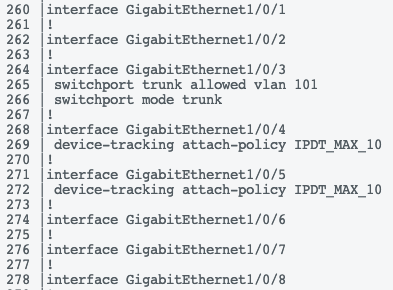 260 |interface GigabitEthernet1/0/1
261 |!
262 |interface GigabitEthernet1/0/2
263 |!
264 |interface GigabitEthernet1/0/3
265 | switchport trunk allowed vlan 101
266 | switchport mode trunk
267 |!
268 |interface GigabitEthernet1/0/4
269 | device-tracking attach-policy IPDT_MAX_10
270 |!
271 |interface GigabitEthernet1/0/5
272 | device-tracking attach-policy IPDT_MAX_10
273 |!
274 |interface GigabitEthernet1/0/6
275 |!
276 |interface GigabitEthernet1/0/7
277 |!
278 |interface GigabitEthernet1/0/8